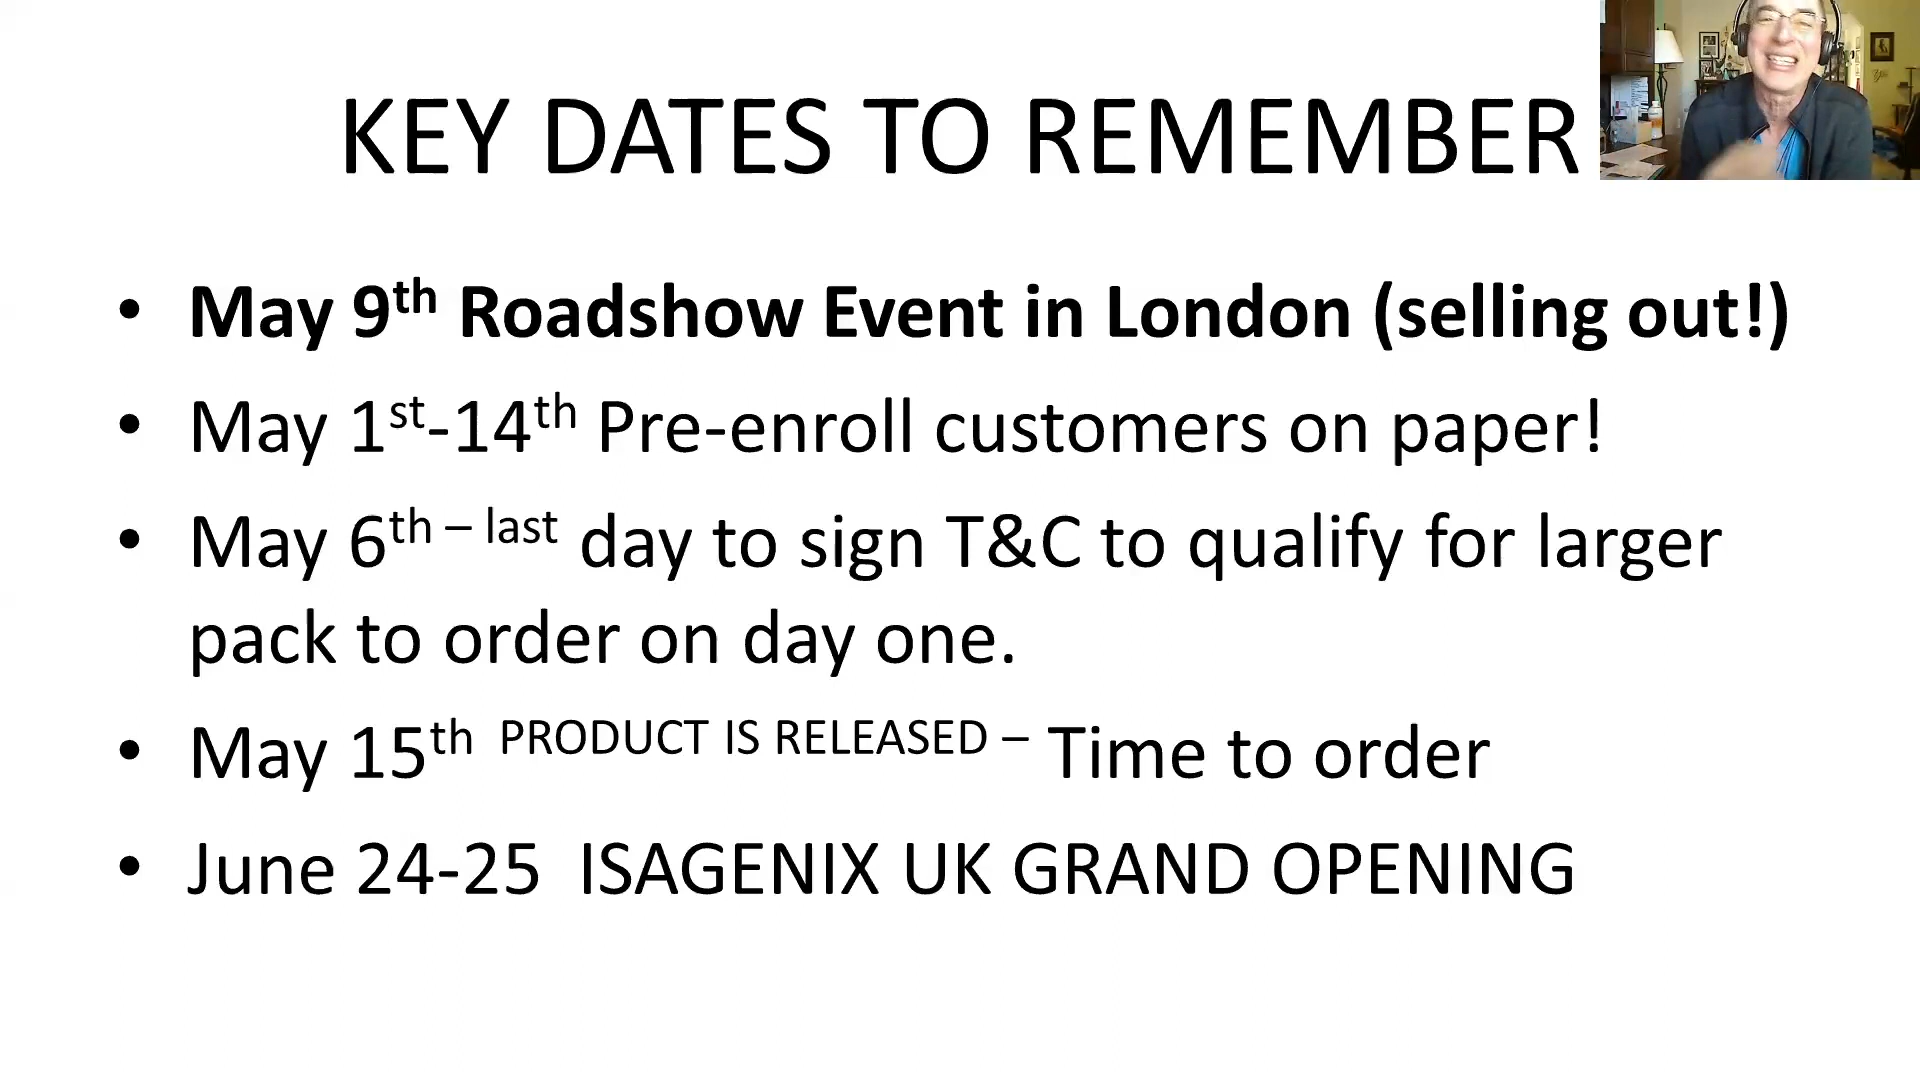 KEY DATES TO REMEMBER
• May 9th Roadshow Event in London (selling out!)
• May 1st-14th Pre-enroll customers on paper!
• May 6th – last day to sign T&C to qualify for larger
pack to order on day one.
• May 15th PRODUCT IS RELEASED – Time to order
• June 24-25 ISAGENIX UK GRAND OPENING